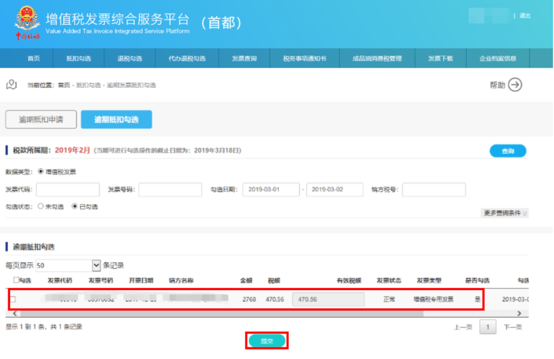 增值税发票综合服务平台 （首都）
Value Added Tax Invoice Integrated Service Platform
| 退出
首页 抵扣勾选 退税勾选 代办退税勾选 发票查询 税务事项通知书 成品油消费税管理 发票下载 企业档案信息
当前位置：首页 - 抵扣勾选 - 逾期发票抵扣勾选 帮助
逾期抵扣申请 逾期抵扣勾选
税款所属期：2019年2月 (当期可进行勾选操作的截止日期为：2019年3月18日) 查询
数据类型： 增值税发票
发票代码： 发票号码： 勾选日期： 2019-03-01 - 2019-03-02 销方税号：
勾选状态： 未勾选 已勾选
更多查询条件
逾期抵扣勾选
每页显示 50 条记录
勾选 发票代码 发票号码 开票日期 销方名称 金额 税额 有效税额 发票状态 发票类型 是否勾选 勾选
2768 470.56 470.56 正常 增值税专用发票 是 2019-03-0
显示 1 到 1 条，共 1 条记录 上一页 1 下一页
提交